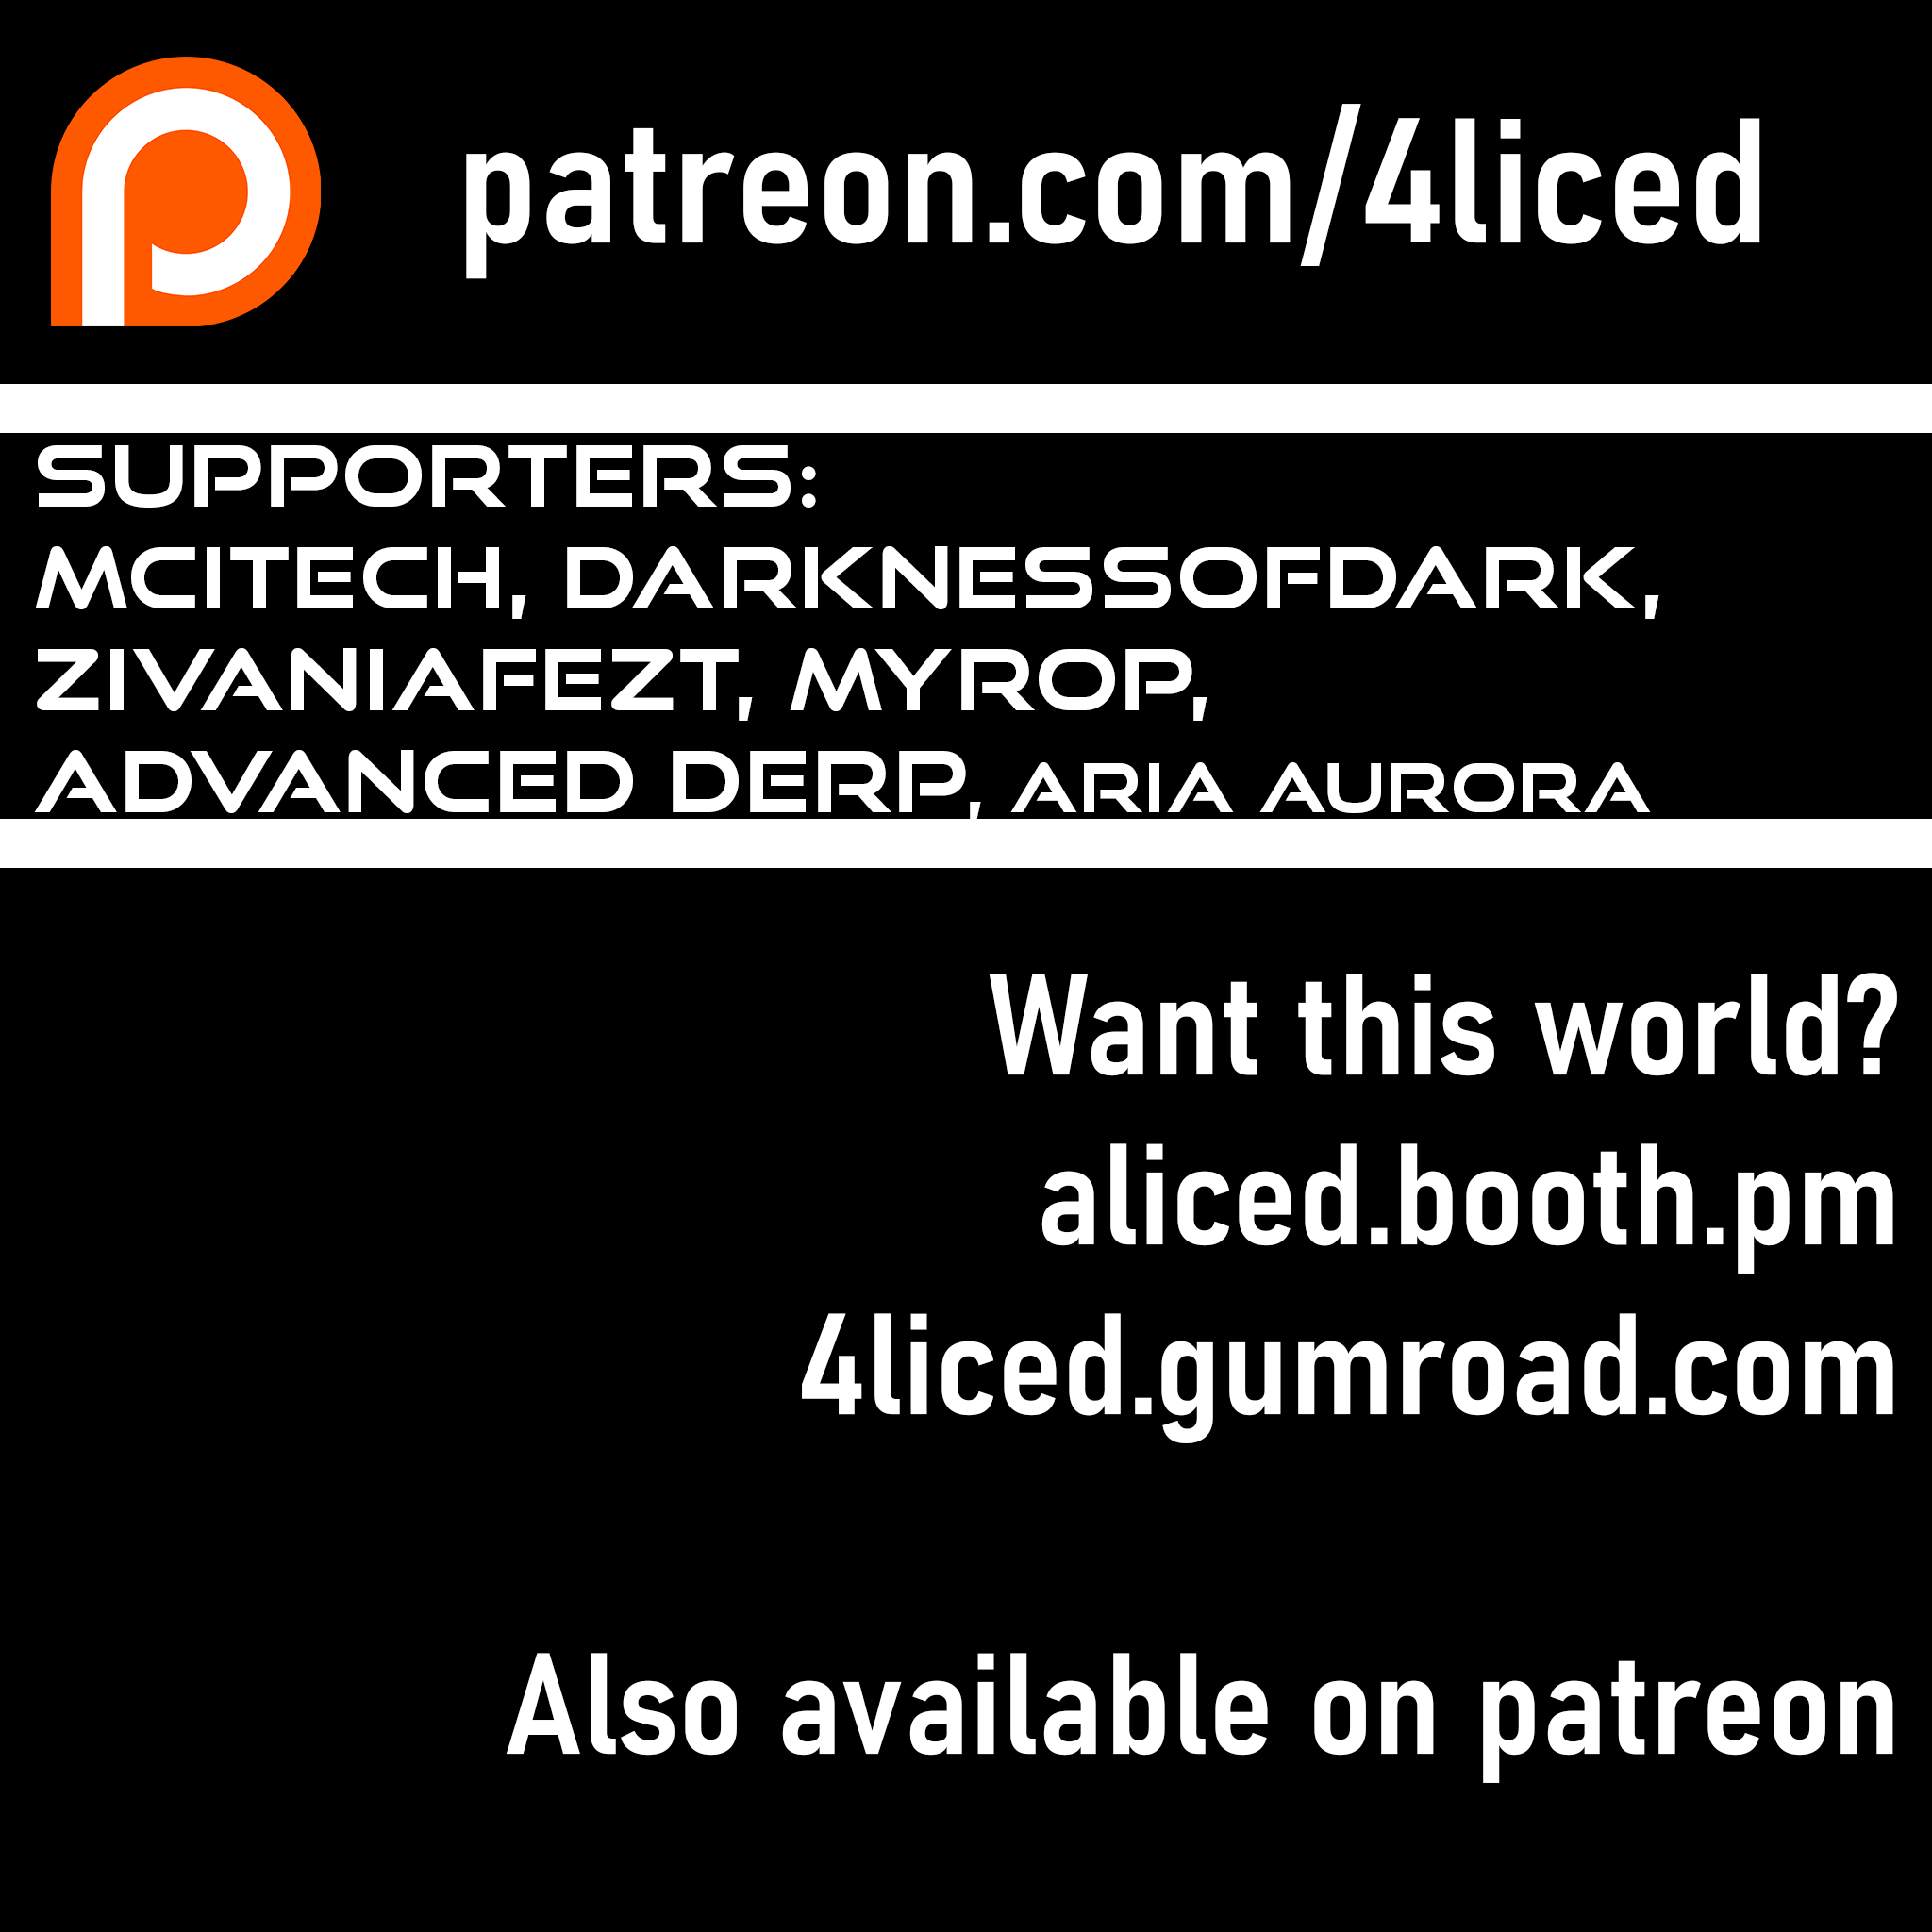 patreon.com/4liced
SUPPORTERS:
MCITECH, DARKNESSOFDARK,
ZIVANIAFEZT, MYROP,
ADVANCED DERP, ARIA AURORA
Want this world?
aliced.booth.pm
4liced.gumroad.com
Also available on patreon